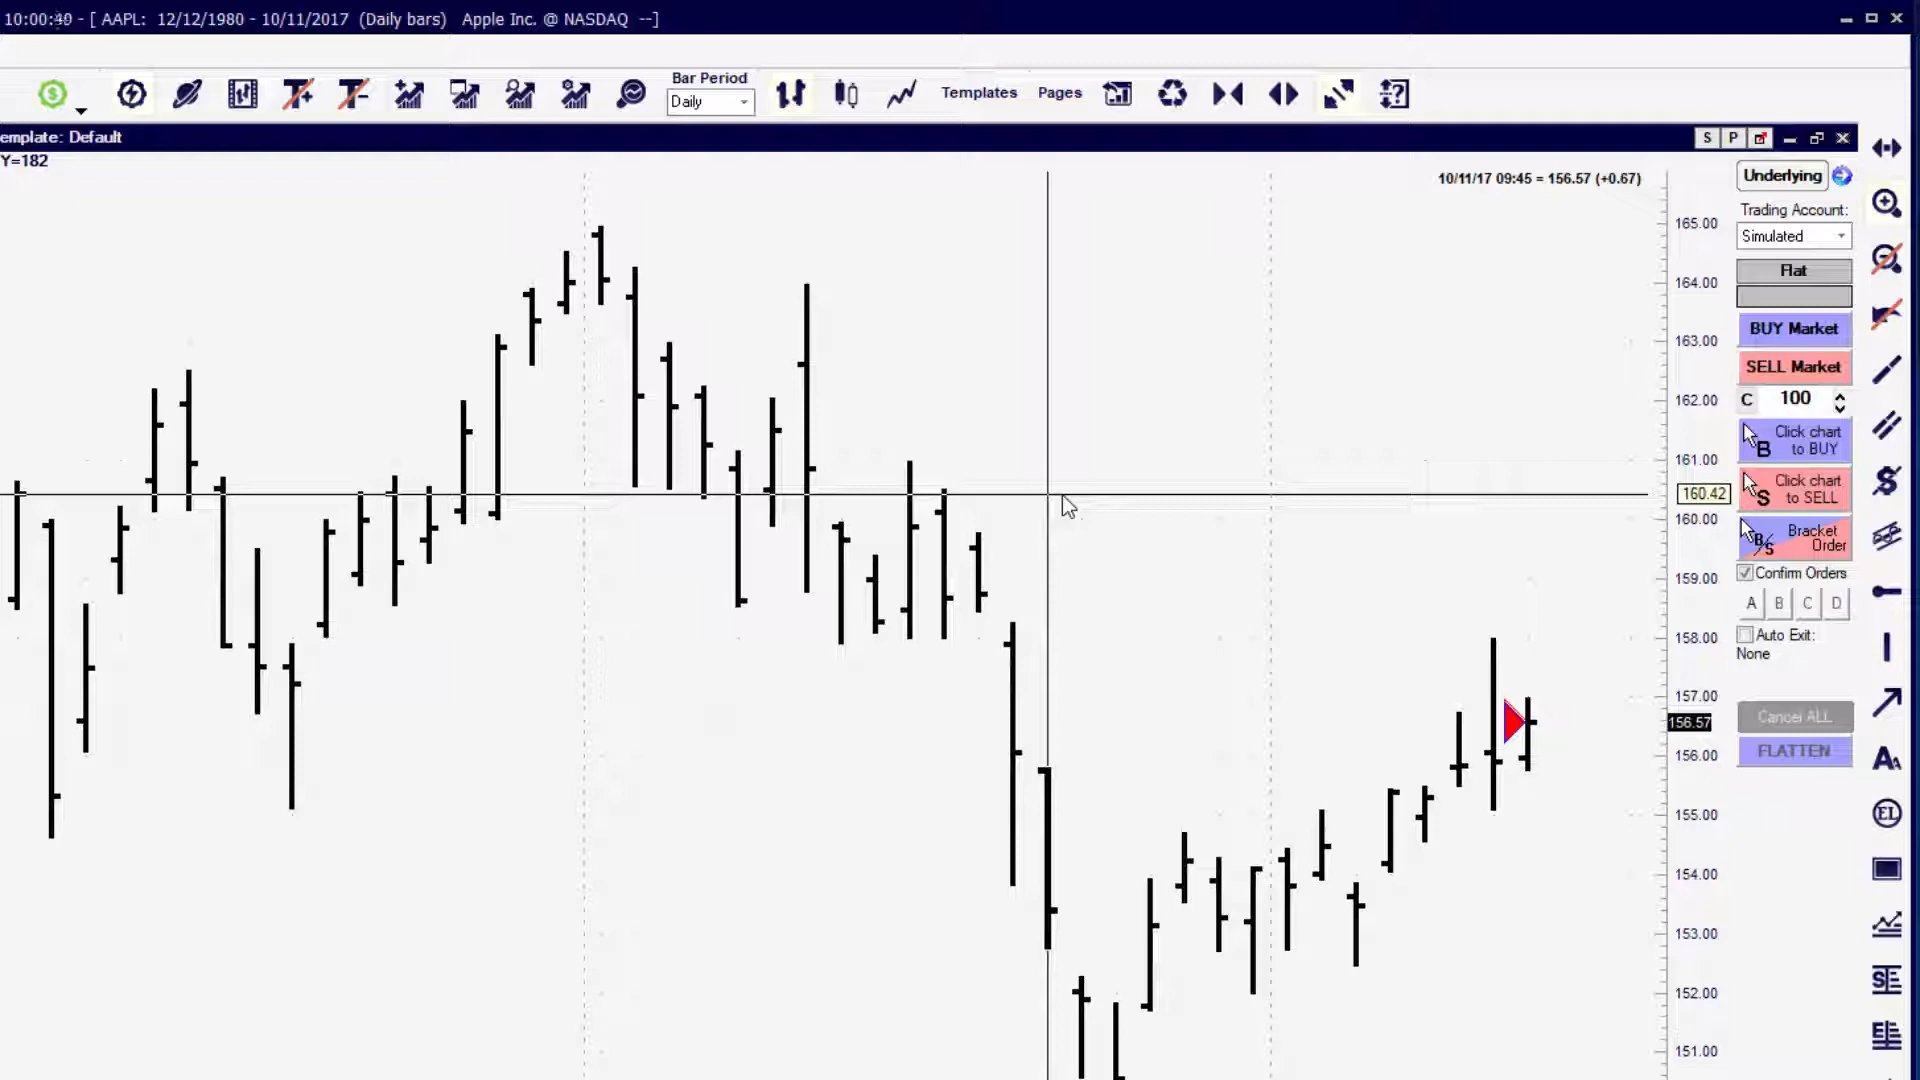 10:00:40 - [ AAPL: 12/12/1980 - 10/11/2017 (Daily bars) Apple Inc. @ NASDAQ --]
Bar Period
Daily
Templates
Pages
emplate: Default
S P
Y=182
10/11/17 09:45 = 156.57 (+0.67)
Underlying
Trading Account:
Simulated
Flat
BUY Market
SELL Market
C 100
B Click chart
to BUY
S Click chart
to SELL
B/S Bracket
Order
Confirm Orders
A B C D
Auto Exit:
None
Cancel ALL
FLATTEN
165.00
164.00
163.00
162.00
161.00
160.42
160.00
159.00
158.00
157.00
156.57
156.00
155.00
154.00
153.00
152.00
151.00
EL